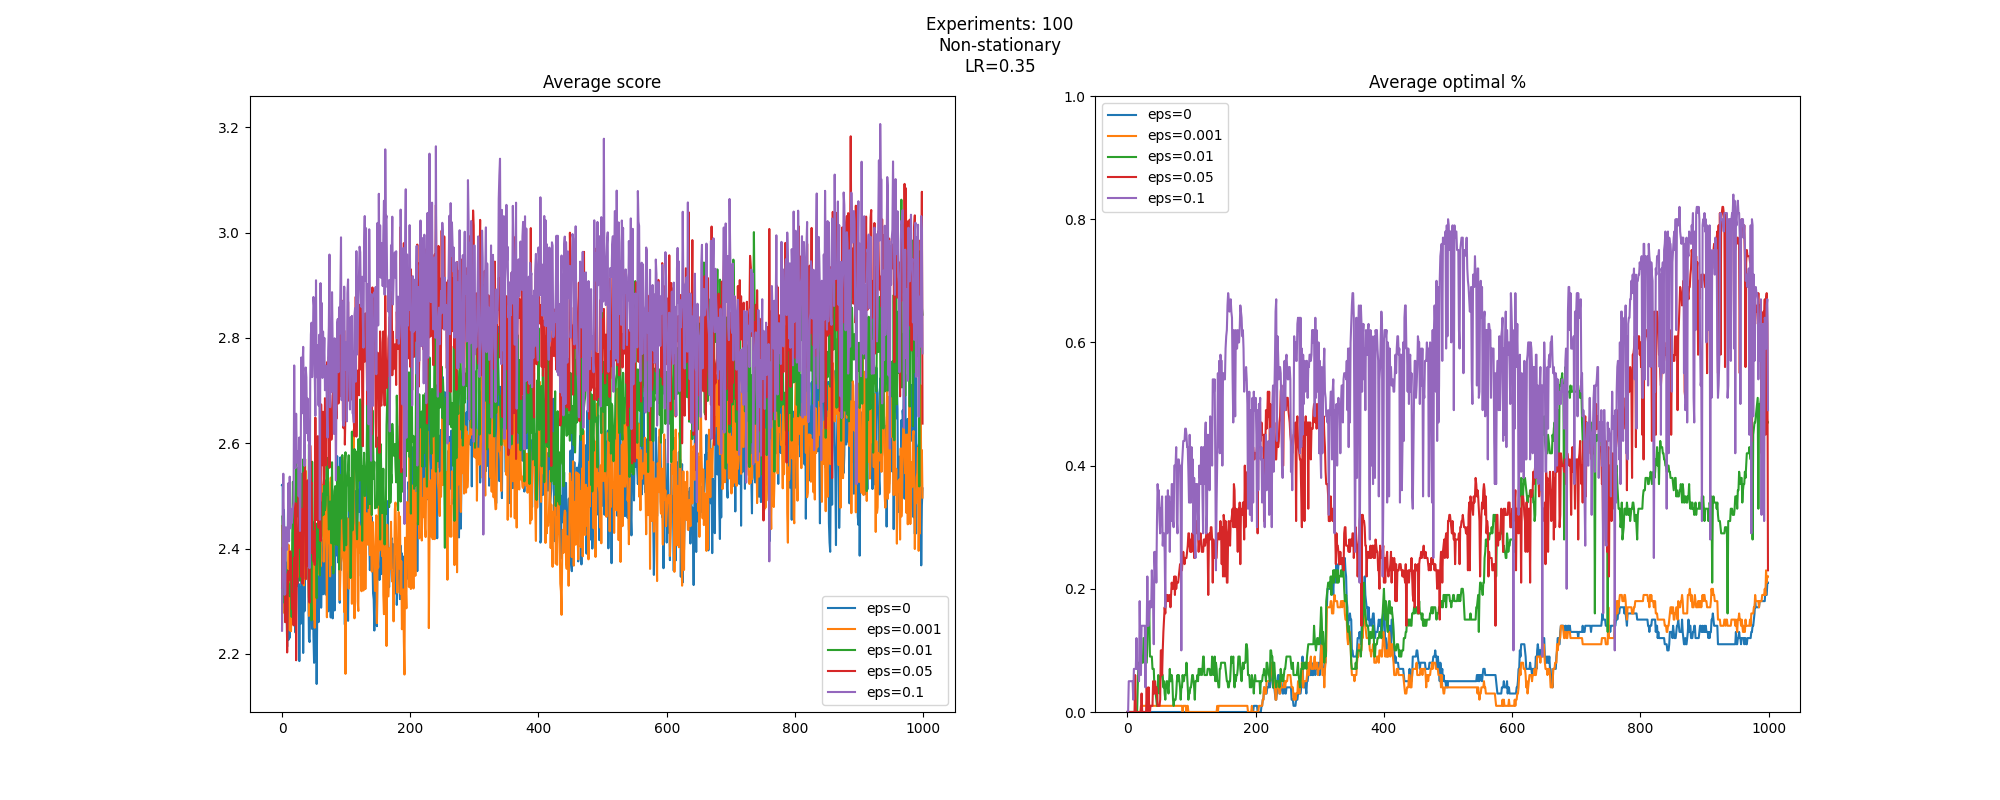 Experiments: 100
Non-stationary
LR=0.35
Average score
3.2
3.0
2.8
2.6
2.4
2.2
0
200
400
600
800
1000
eps=0
eps=0.001
eps=0.01
eps=0.05
eps=0.1
Average optimal %
1.0
0.8
0.6
0.4
0.2
0.0
0
200
400
600
800
1000
eps=0
eps=0.001
eps=0.01
eps=0.05
eps=0.1